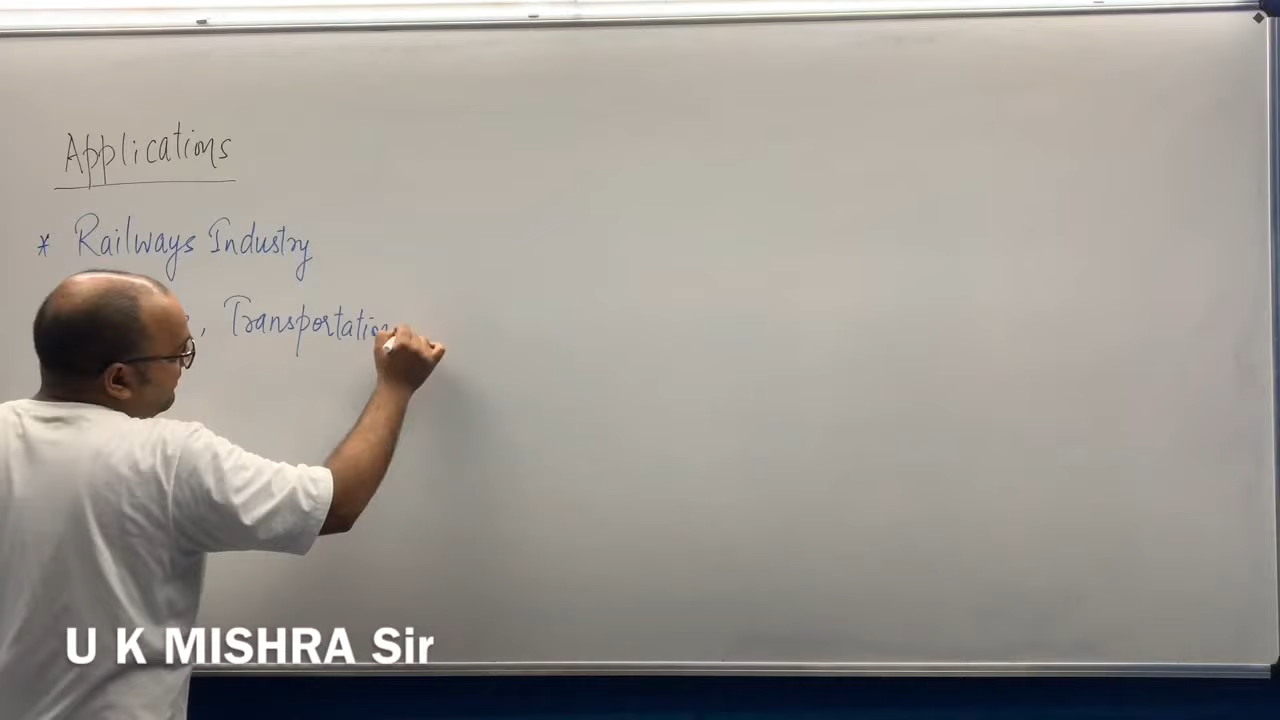 Applications
* Railways Industry
, Transportation
U K MISHRA Sir